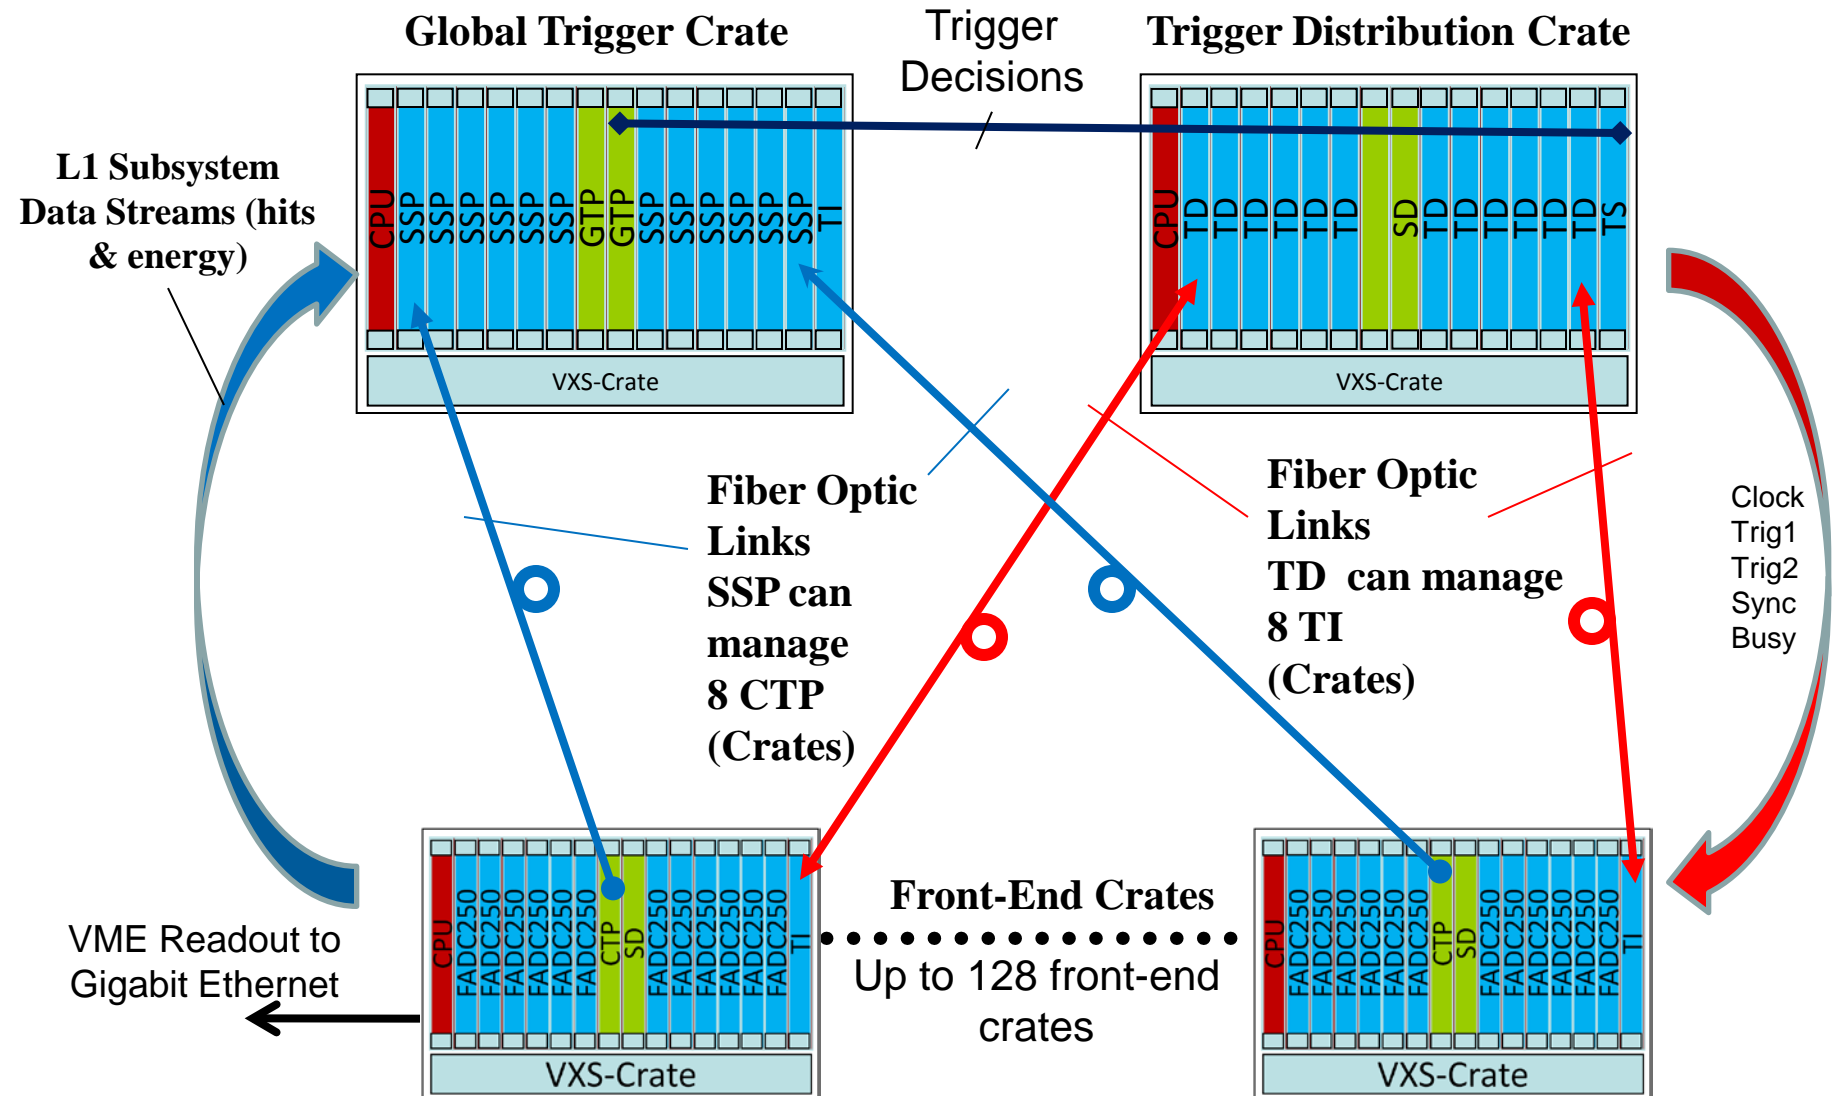 Global Trigger Crate
Trigger
Decisions
Trigger Distribution Crate
L1 Subsystem
Data Streams (hits
& energy)
CPU
SSP
SSP
SSP
SSP
SSP
SSP
GTP
GTP
SSP
SSP
SSP
SSP
SSP
SSP
TI
VXS-Crate
CPU
TD
TD
TD
TD
TD
TD
SD
TD
TD
TD
TD
TD
TD
TS
VXS-Crate
Fiber Optic
Links
SSP can
manage
8 CTP
(Crates)
Fiber Optic
Links
TD can manage
8 TI
(Crates)
Clock
Trig1
Trig2
Sync
Busy
VME Readout to
Gigabit Ethernet
CPU
FADC250
FADC250
FADC250
FADC250
FADC250
FADC250
CTP
SD
FADC250
FADC250
FADC250
FADC250
FADC250
FADC250
TI
VXS-Crate
Front-End Crates
Up to 128 front-end
crates
CPU
FADC250
FADC250
FADC250
FADC250
FADC250
FADC250
CTP
SD
FADC250
FADC250
FADC250
FADC250
FADC250
FADC250
TI
VXS-Crate